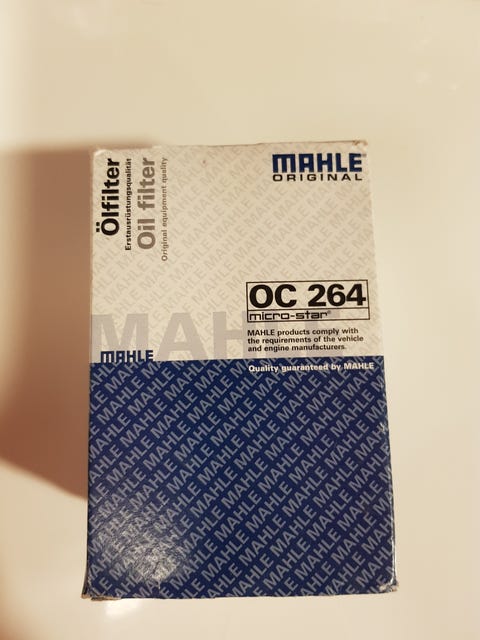 Ölfilter
Erstausrüstungsqualität
Oil filter
Original equipment quality
MAHLE
ORIGINAL
OC 264
micro-star®
MAHLE products comply with
the requirements of the vehicle
and engine manufacturers.
MAH
MAHLE
Quality guaranteed by MAHLE